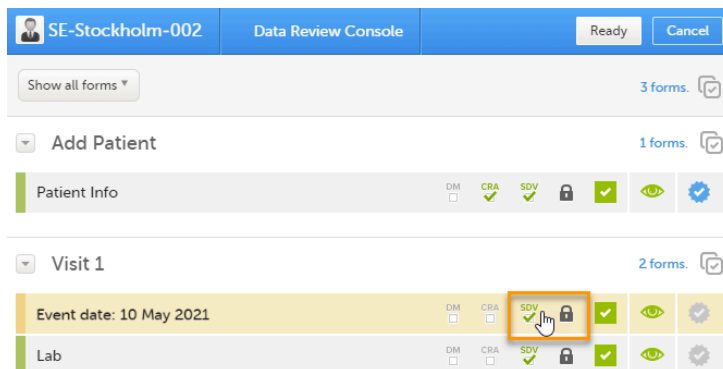 SE-Stockholm-002 Data Review Console Ready Cancel
Show all forms 3 forms.
Add Patient 1 forms.
Patient Info DM CRA SDV
Visit 1 2 forms.
Event date: 10 May 2021 DM CRA SDV
Lab DM CRA SDV